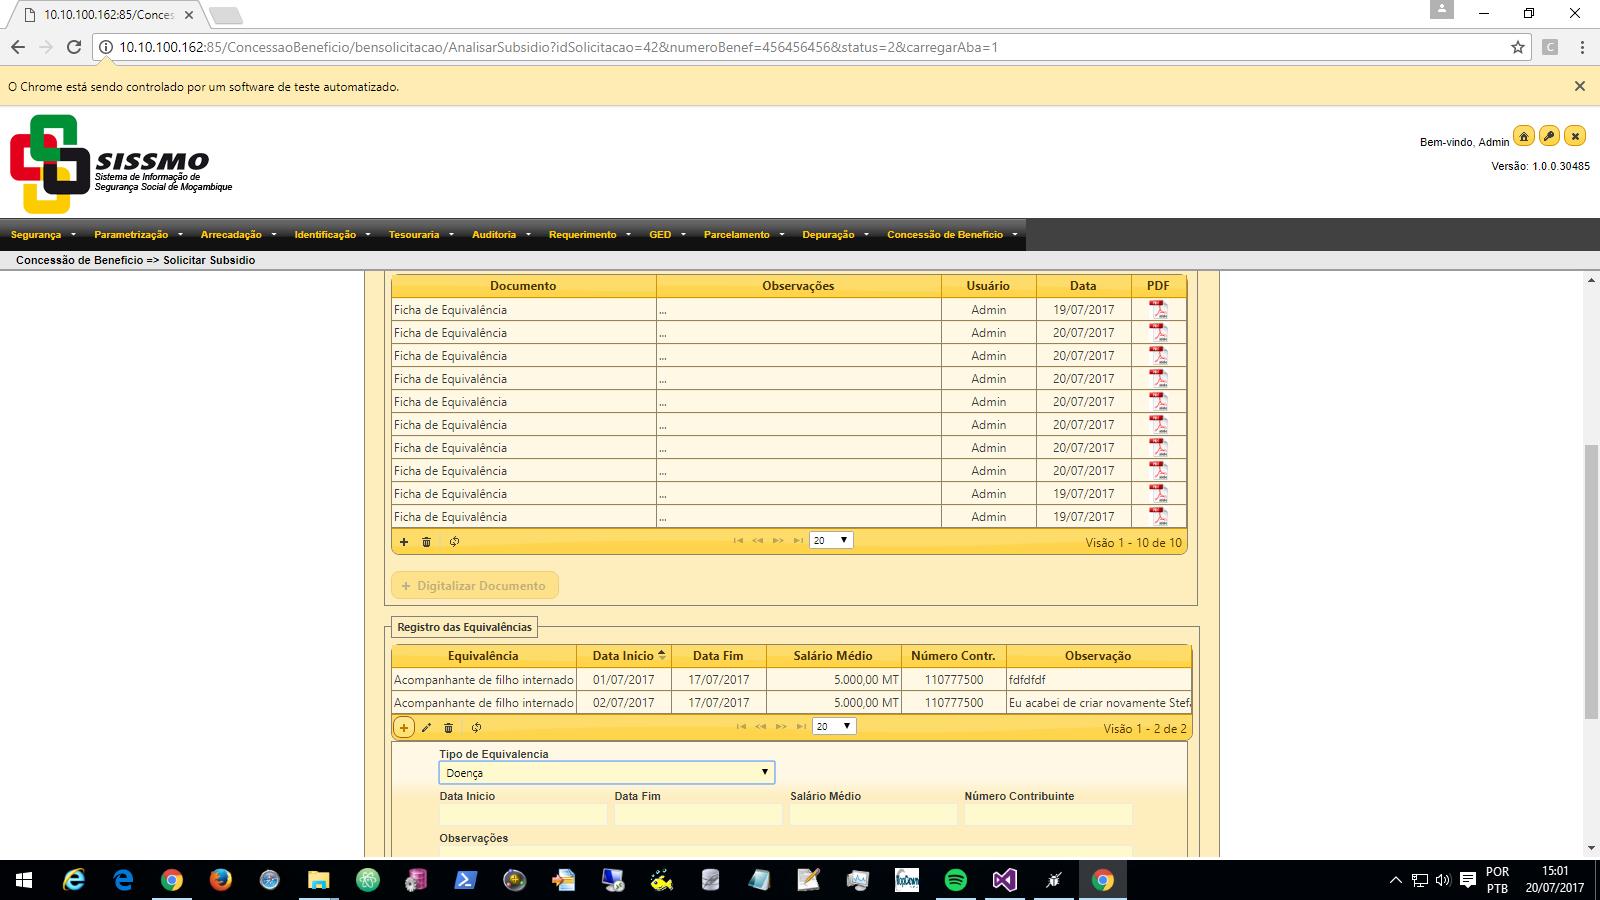 10.10.100.162:85/Conces
10.10.100.162:85/ConcessaoBeneficio/bensolicitacao/AnalisarSubsidio?idSolicitacao=42&numeroBenef=456456456&status=2&carregarAba=1
O Chrome está sendo controlado por um software de teste automatizado.
SISSMO
Sistema de Informação de
Segurança Social de Moçambique
Bem-vindo, Admin
Versão: 1.0.0.30485
Segurança Parametrização Arrecadação Identificação Tesouraria Auditoria Requerimento GED Parcelamento Depuração Concessão de Beneficio
Concessão de Beneficio => Solicitar Subsidio
Documento Observações Usuário Data PDF
Ficha de Equivalência ... Admin 19/07/2017
Ficha de Equivalência ... Admin 20/07/2017
Ficha de Equivalência ... Admin 20/07/2017
Ficha de Equivalência ... Admin 20/07/2017
Ficha de Equivalência ... Admin 20/07/2017
Ficha de Equivalência ... Admin 20/07/2017
Ficha de Equivalência ... Admin 20/07/2017
Ficha de Equivalência ... Admin 20/07/2017
Ficha de Equivalência ... Admin 19/07/2017
Ficha de Equivalência ... Admin 19/07/2017
20 Visão 1 - 10 de 10
+ Digitalizar Documento
Registro das Equivalências
Equivalência Data Inicio Data Fim Salário Médio Número Contr. Observação
Acompanhante de filho internado 01/07/2017 17/07/2017 5.000,00 MT 110777500 fdfdfdf
Acompanhante de filho internado 02/07/2017 17/07/2017 5.000,00 MT 110777500 Eu acabei de criar novamente Stef
20 Visão 1 - 2 de 2
Tipo de Equivalencia
Doença
Data Inicio Data Fim Salário Médio Número Contribuinte
Observações
POR
PTB
15:01
20/07/2017